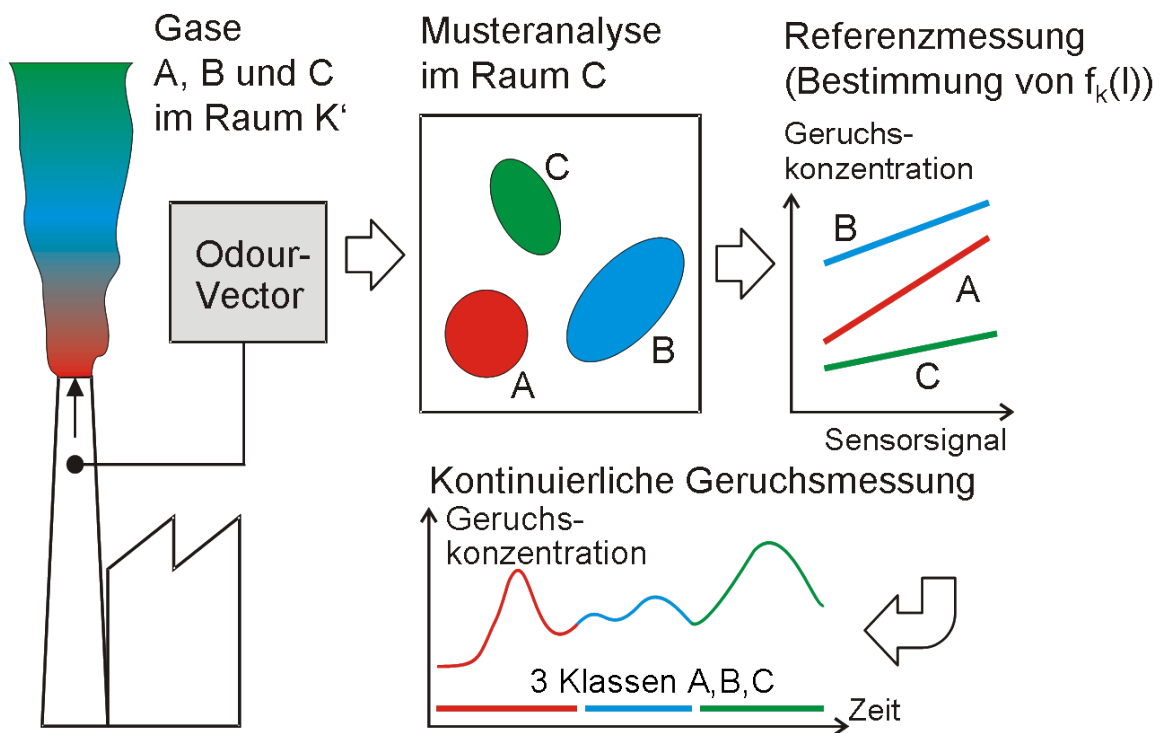 Gase
A, B und C
im Raum K‘
Odour-
Vector
Musteranalyse
im Raum C
C
B
A
Referenzmessung
(Bestimmung von fk(I))
Geruchs-
konzentration
B
A
C
Sensorsignal
Kontinuierliche Geruchsmessung
Geruchs-
konzentration
3 Klassen A,B,C
Zeit